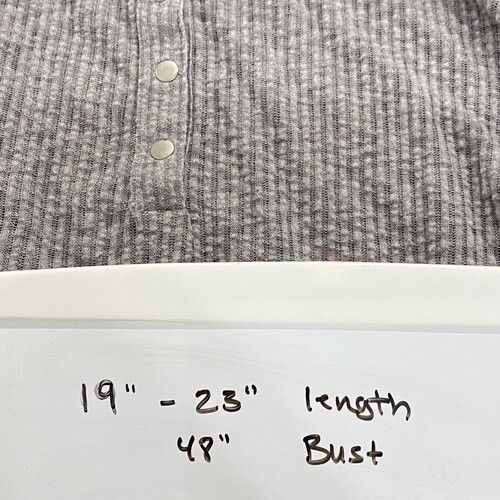 19" - 23" length
48" Bust